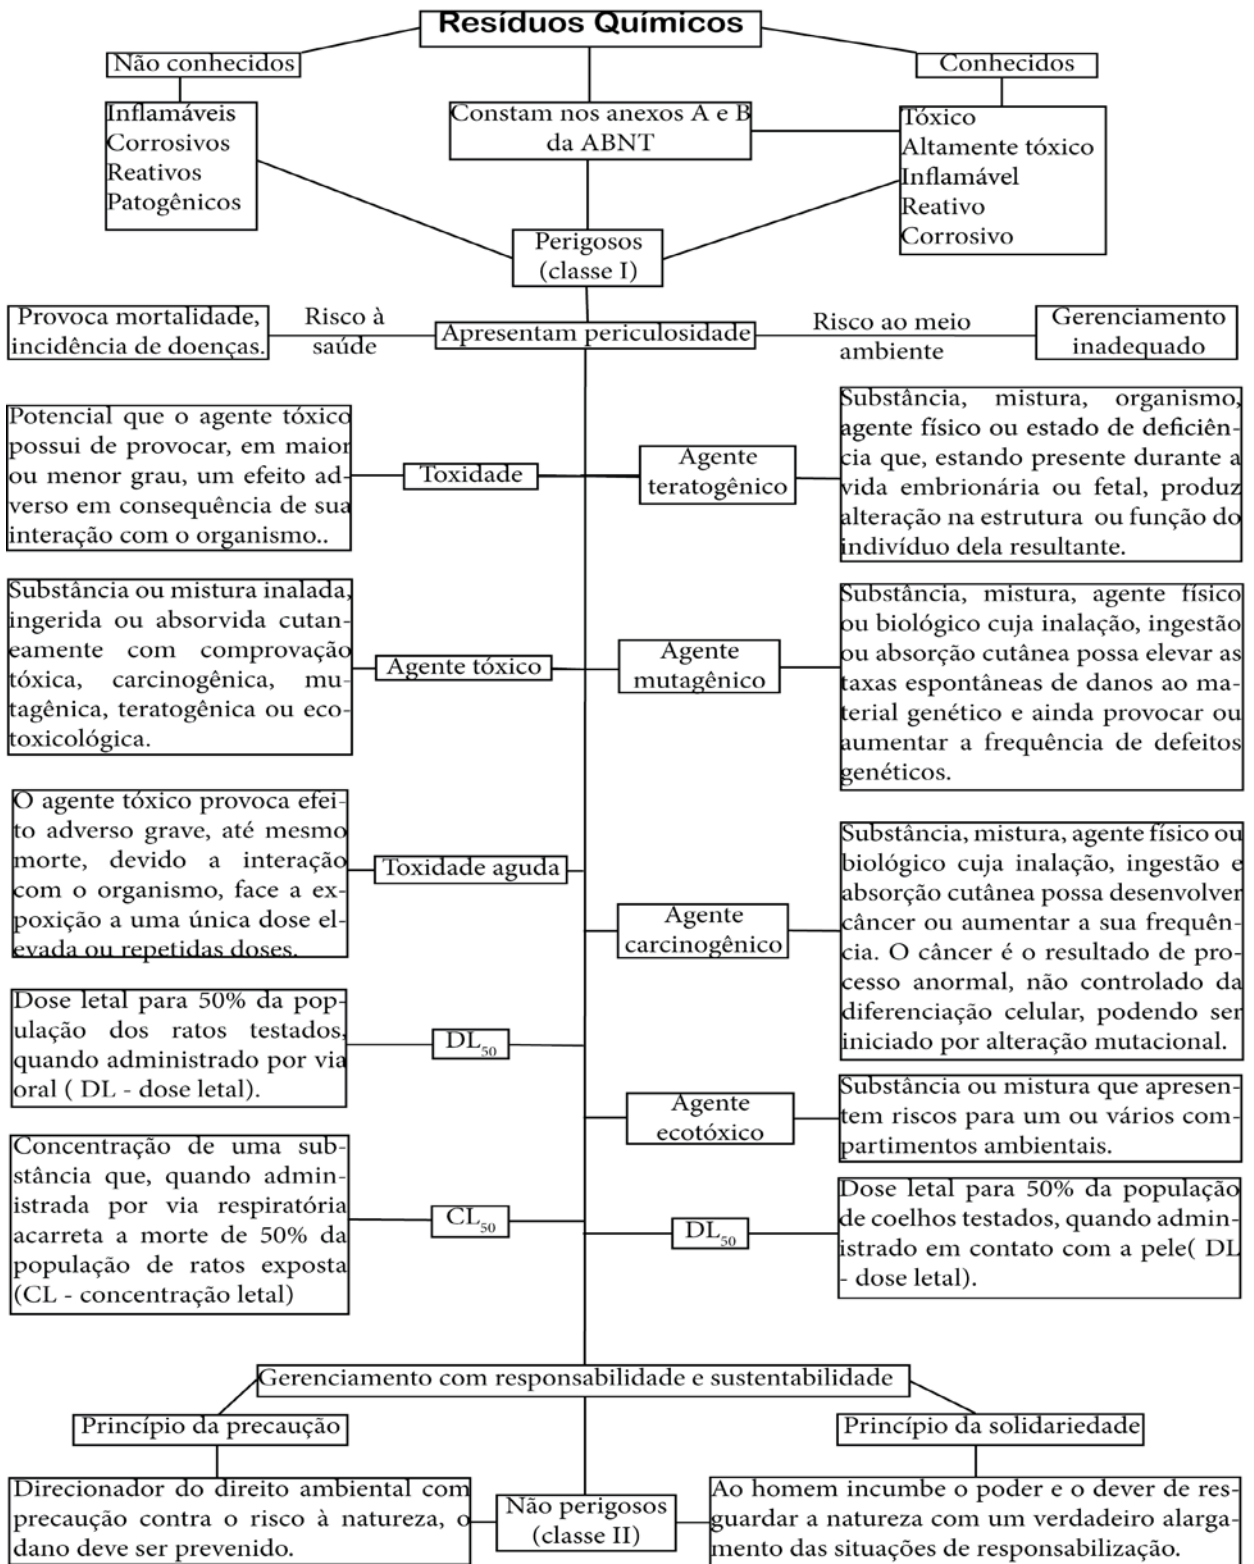 Resíduos Químicos
Não conhecidos
Conhecidos
Inflamáveis
Corrosivos
Reativos
Patogênicos
Constam nos anexos A e B
da ABNT
Tóxico
Altamente tóxico
Inflamável
Reativo
Corrosivo
Perigosos
(classe I)
Provoca mortalidade,
incidência de doenças.
Risco à
saúde
Apresentam periculosidade
Risco ao meio
ambiente
Gerenciamento
inadequado
Potencial que o agente tóxico
possui de provocar, em maior
ou menor grau, um efeito ad-
verso em consequência de sua
interação com o organismo..
Toxidade
Agente
teratogênico
Substância, mistura, organismo,
agente físico ou estado de deficiên-
cia que, estando presente durante a
vida embrionária ou fetal, produz
alteração na estrutura ou função do
indivíduo dela resultante.
Substância ou mistura inalada,
ingerida ou absorvida cutan-
eamente com comprovação
tóxica, carcinogênica, mu-
tagênica, teratogênica ou eco-
toxicológica.
Agente tóxico
Agente
mutagênico
Substância, mistura, agente físico
ou biológico cuja inalação, ingestão
ou absorção cutânea possa elevar as
taxas espontâneas de danos ao ma-
terial genético e ainda provocar ou
aumentar a frequência de defeitos
genéticos.
O agente tóxico provoca efei-
to adverso grave, até mesmo
morte, devido a interação
com o organismo, face a ex-
poxição a uma única dose el-
evada ou repetidas doses.
Toxidade aguda
Agente
carcinogênico
Substância, mistura, agente físico ou
biológico cuja inalação, ingestão e
absorção cutânea possa desenvolver
câncer ou aumentar a sua frequên-
cia. O câncer é o resultado de pro-
cesso anormal, não controlado da
diferenciação celular, podendo ser
iniciado por alteração mutacional.
Dose letal para 50% da pop-
ulação dos ratos testados,
quando administrado por via
oral ( DL - dose letal).
DL50
Agente
ecotóxico
Substância ou mistura que apresen-
tem riscos para um ou vários com-
partimentos ambientais.
Concentração de uma sub-
stância que, quando admin-
istrada por via respiratória
acarreta a morte de 50% da
população de ratos exposta
(CL - concentração letal)
CL50
DL50
Dose letal para 50% da população
de coelhos testados, quando admin-
istrado em contato com a pele( DL
- dose letal).
Gerenciamento com responsabilidade e sustentabilidade
Princípio da precaução
Princípio da solidariedade
Direcionador do direito ambiental com
precaução contra o risco à natureza, o
dano deve ser prevenido.
Não perigosos
(classe II)
Ao homem incumbe o poder e o dever de res-
guardar a natureza com um verdadeiro alarga-
mento das situações de responsabilização.